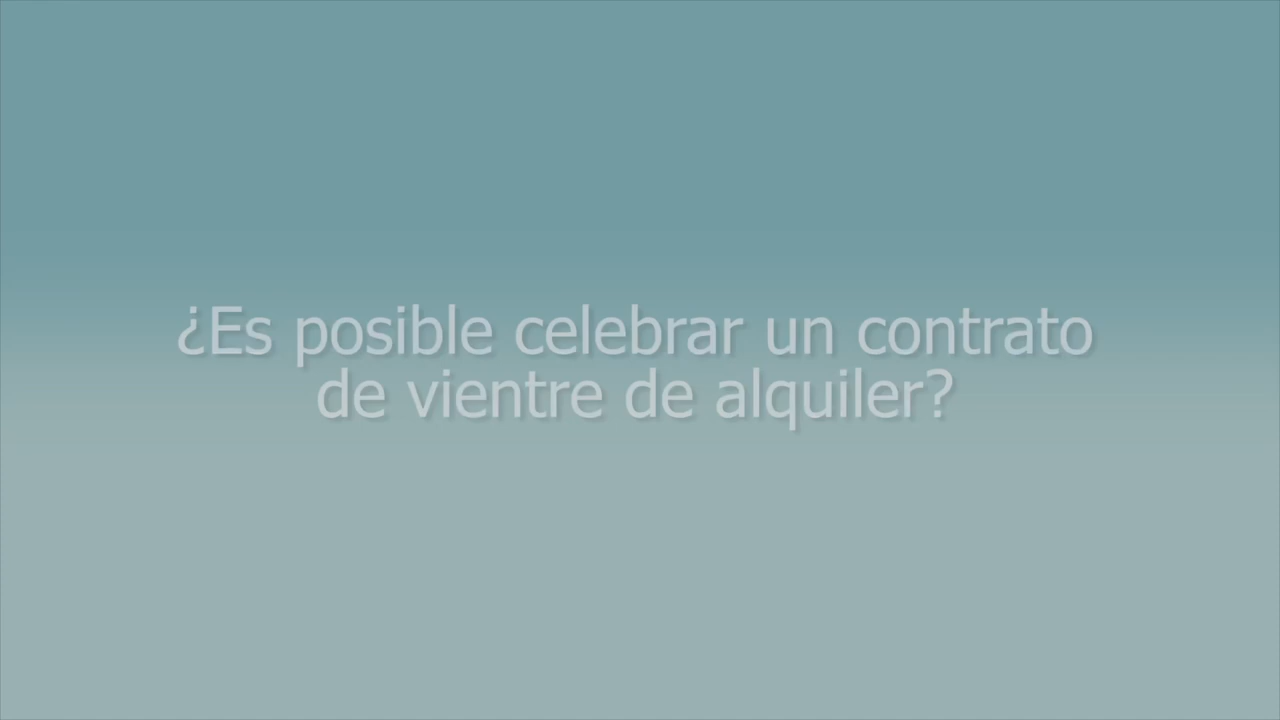 ¿Es posible celebrar un contrato
de vientre de alquiler?